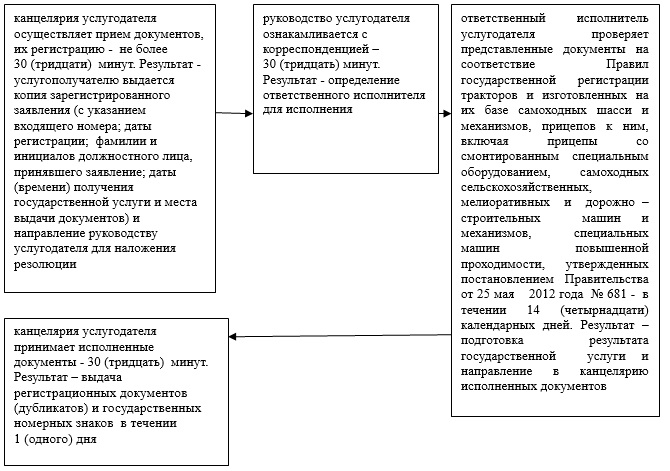 канцелярия услугодателя
осуществляет прием документов,
их регистрацию - не более
30 (тридцати) минут. Результат -
услугополучателю выдается
копия зарегистрированного
заявления (с указанием
входящего номера; даты
регистрации; фамилии и
инициалов должностного лица,
принявшего заявление; даты
(времени) получения
государственной услуги и места
выдачи документов) и
направление руководству
услугодателя для наложения
резолюции
руководство услугодателя
ознакамливается с
корреспонденцией –
30 (тридцать) минут.
Результат - определение
ответственного исполнителя
для исполнения
ответственный исполнитель
услугодателя проверяет
представленные документы на
соответствие Правил
государственной регистрации
тракторов и изготовленных на
их базе самоходных шасси и
механизмов, прицепов к ним,
включая прицепы со
смонтированным специальным
оборудованием, самоходных
сельскохозяйственных,
мелиоративных и дорожно –
строительных машин и
механизмов, специальных
машин повышенной
проходимости, утвержденных
постановлением Правительства
от 25 мая 2012 года № 681 - в
течении 14 (четырнадцати)
календарных дней. Результат –
подготовка результата
государственной услуги и
направление в канцелярию
исполненных документов
канцелярия услугодателя
принимает исполненные
документы - 30 (тридцать) минут.
Результат – выдача
регистрационных документов
(дубликатов) и государственных
номерных знаков в течении
1 (одного) дня